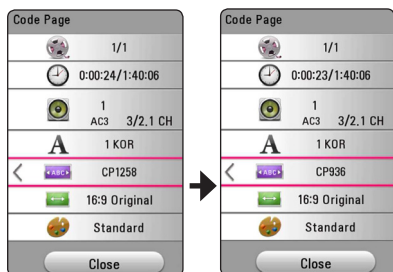 Code Page
1/1
0:00:24/1:40:06
1
AC3 3/2.1 CH
A 1 KOR
ABC CP1258
16:9 Original
Standard
Close
Code Page
1/1
0:00:23/1:40:06
1
AC3 3/2.1 CH
A 1 KOR
ABC CP936
16:9 Original
Standard
Close